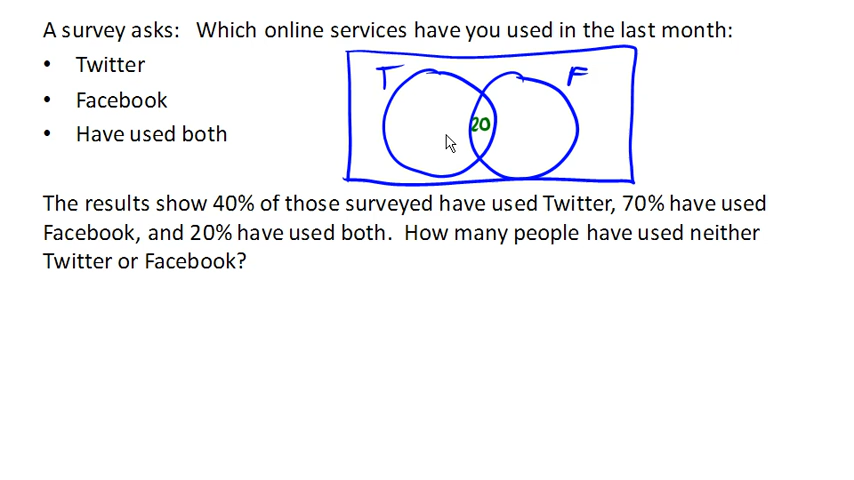 A survey asks: Which online services have you used in the last month:
• Twitter
• Facebook
• Have used both
T
F
20
The results show 40% of those surveyed have used Twitter, 70% have used
Facebook, and 20% have used both. How many people have used neither
Twitter or Facebook?